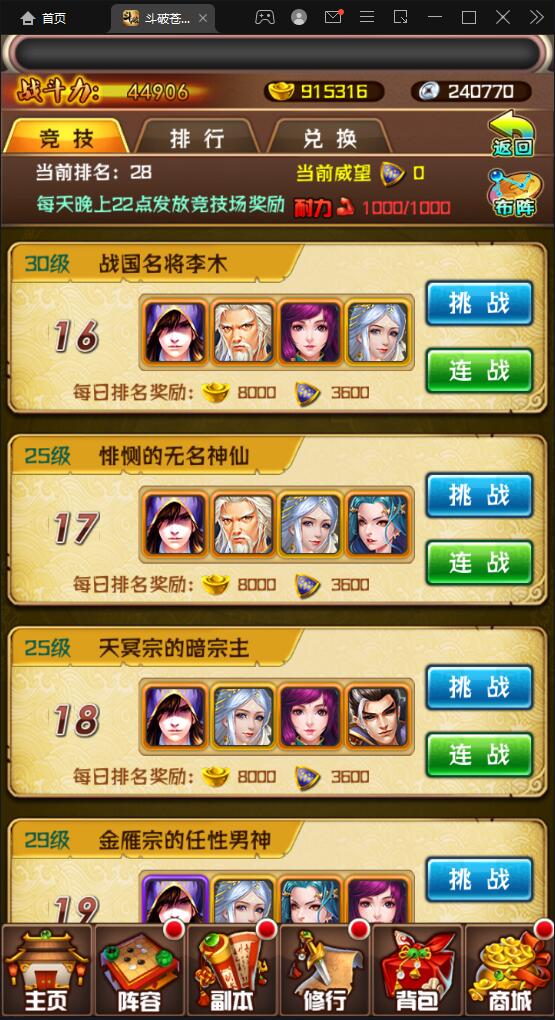 首页 斗破苍...
战斗力: 44906 915316 240770
竞技 排行 兑换 返回
当前排名: 28 当前威望 0
每天晚上22点发放竞技场奖励 耐力 1000/1000 布阵
30级 战国名将李木
16 挑战
连战
每日排名奖励: 8000 3600
25级 悱恻的无名神仙
17 挑战
连战
每日排名奖励: 8000 3600
25级 天冥宗的暗宗主
18 挑战
连战
每日排名奖励: 8000 3600
29级 金雁宗的任性男神
19 挑战
主页 阵容 副本 修行 背包 商城